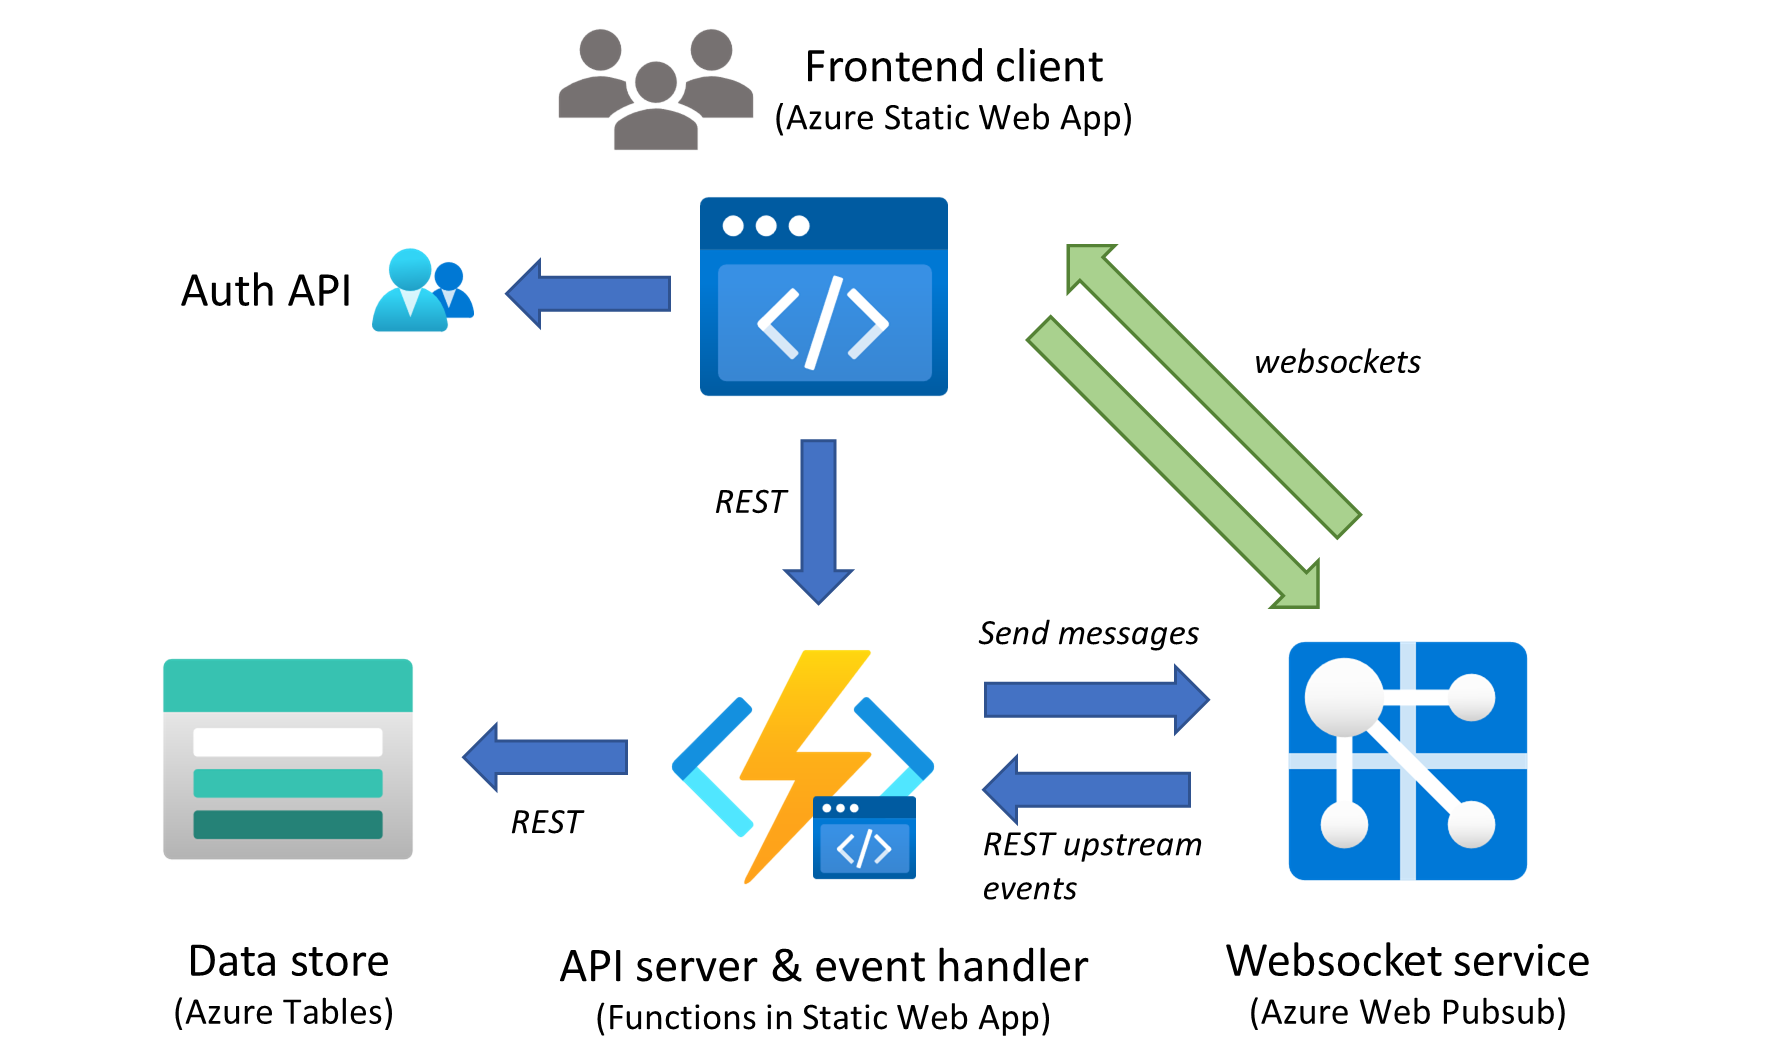 Frontend client
(Azure Static Web App)
Auth API
websockets
REST
Send messages
REST
REST upstream
events
Data store
(Azure Tables)
API server & event handler
(Functions in Static Web App)
Websocket service
(Azure Web Pubsub)